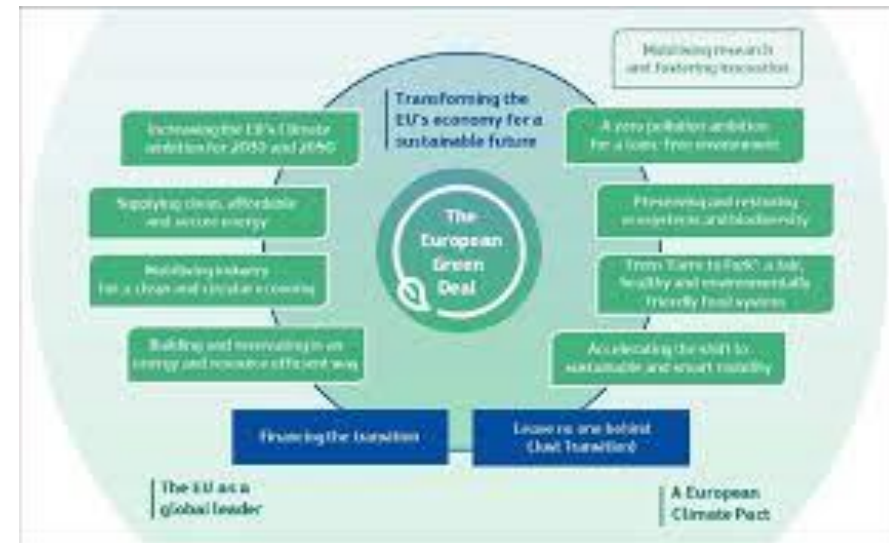 Mobilising research
and fostering innovation
Transforming the
EU's economy for a
sustainable future
Increasing the EU's Climate
ambition for 2030 and 2050
A zero pollution ambition
for a toxic-free environment
Supplying clean, affordable
and secure energy
Preserving and restoring
ecosystems and biodiversity
The
European
Green
Deal
Mobilising industry
for a clean and circular economy
From 'Farm to Fork': a fair,
healthy and environmentally
friendly food system
Building and renovating in an
energy and resource efficient way
Accelerating the shift to
sustainable and smart mobility
Financing the transition
Leave no one behind
(Just Transition)
The EU as a
global leader
A European
Climate Pact